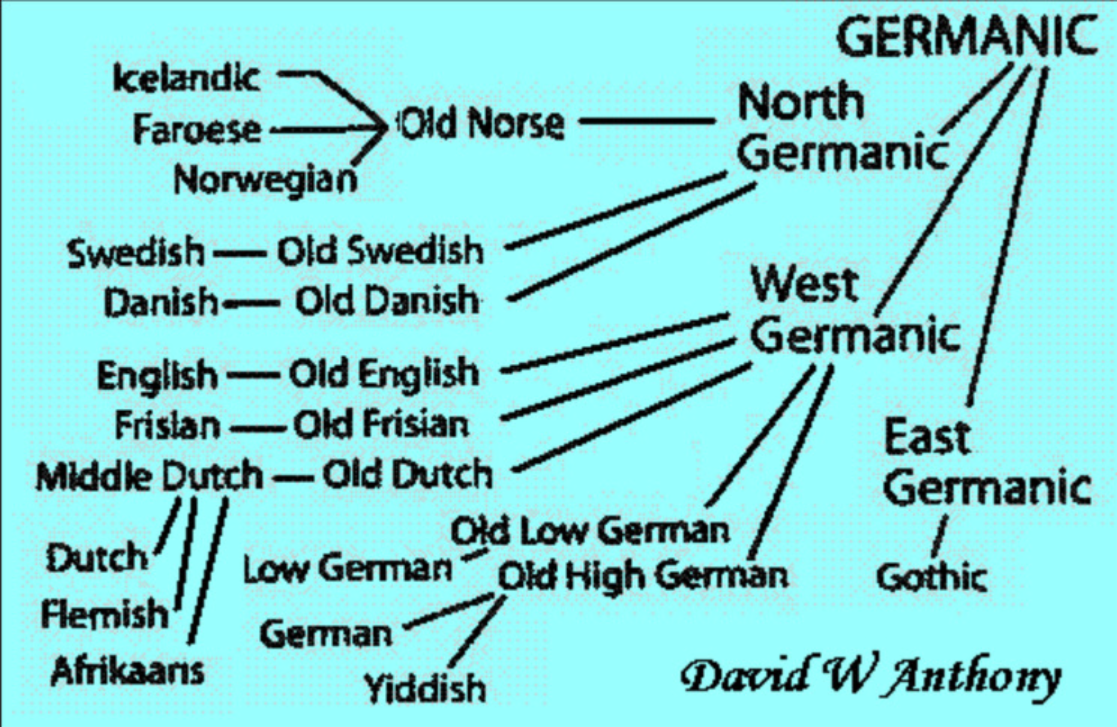 GERMANIC
Icelandic
Faroese
Norwegian
Old Norse
North
Germanic
Swedish
Old Swedish
Danish
Old Danish
West
Germanic
English
Old English
Frisian
Old Frisian
Middle Dutch
Old Dutch
East
Germanic
Dutch
Flemish
Afrikaans
Old Low German
Low German
Old High German
German
Yiddish
Gothic
David W Anthony